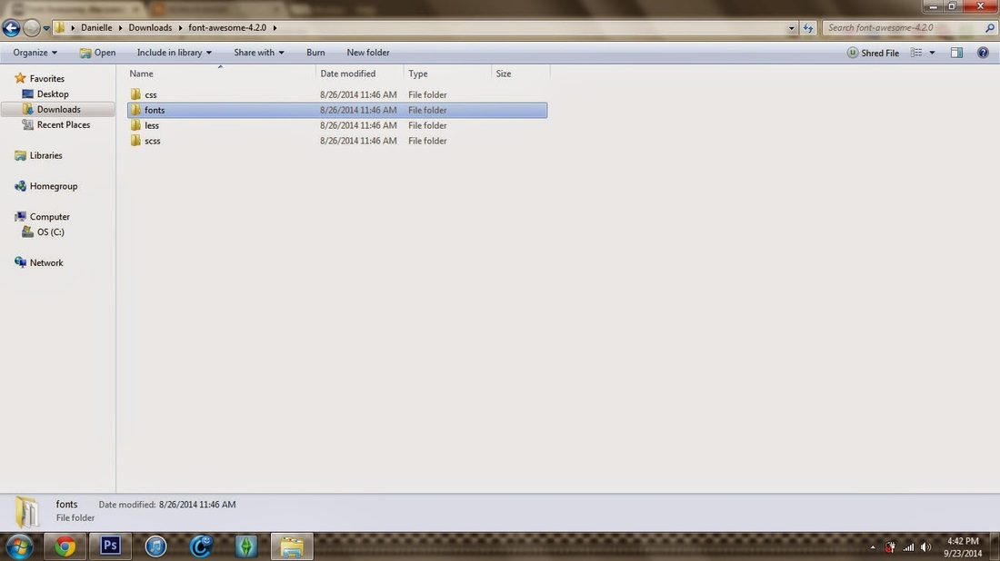 Danielle ▸ Downloads ▸ font-awesome-4.2.0 ▸
Search font-awesome-4.2.0
Organize Open Include in library Share with Burn New folder Shred File
Name Date modified Type Size
Favorites
Desktop
Downloads
Recent Places
Libraries
Homegroup
Computer
OS (C:)
Network
css 8/26/2014 11:46 AM File folder
fonts 8/26/2014 11:46 AM File folder
less 8/26/2014 11:46 AM File folder
scss 8/26/2014 11:46 AM File folder
fonts Date modified: 8/26/2014 11:46 AM
File folder
Ps
4:42 PM
9/23/2014